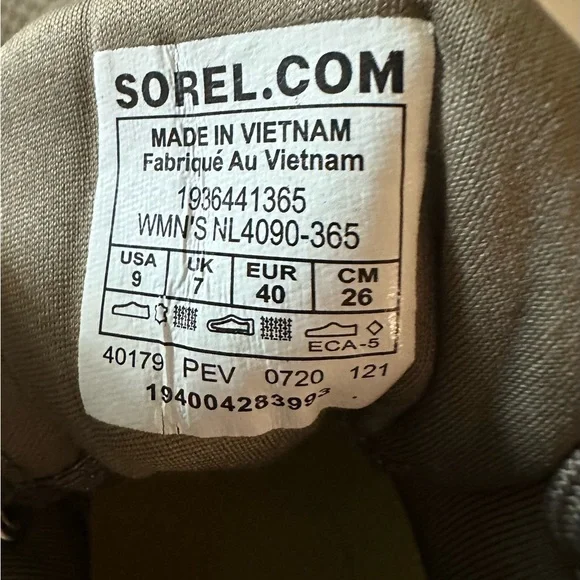 SOREL.COM
MADE IN VIETNAM
Fabriqué Au Vietnam
1936441365
WMN'S NL4090-365
USA UK EUR CM
9 7 40 26
ECA-5
40179 PEV 0720 121
194004283993